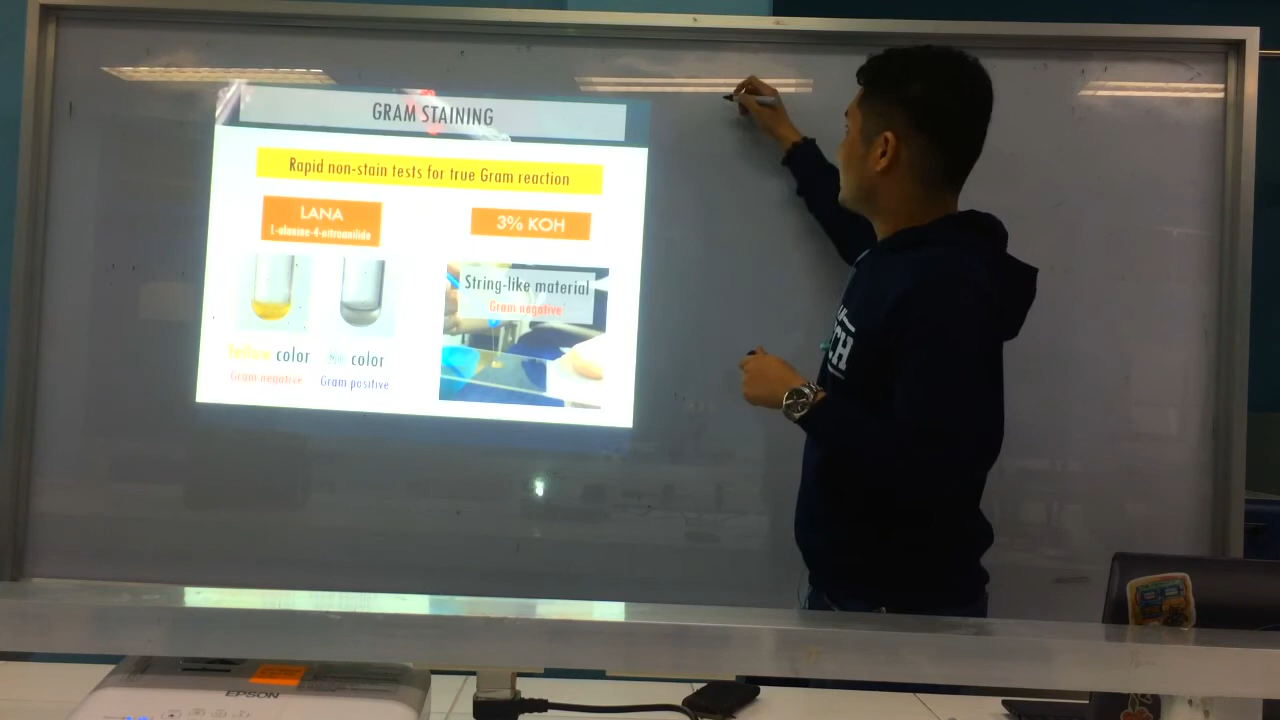 GRAM STAINING
Rapid non-stain tests for true Gram reaction
LANA
L-alanine-4-nitroanilide
3% KOH
String-like material
Gram negative
Yellow color
color
Gram negative
Gram positive
CH
EPSON